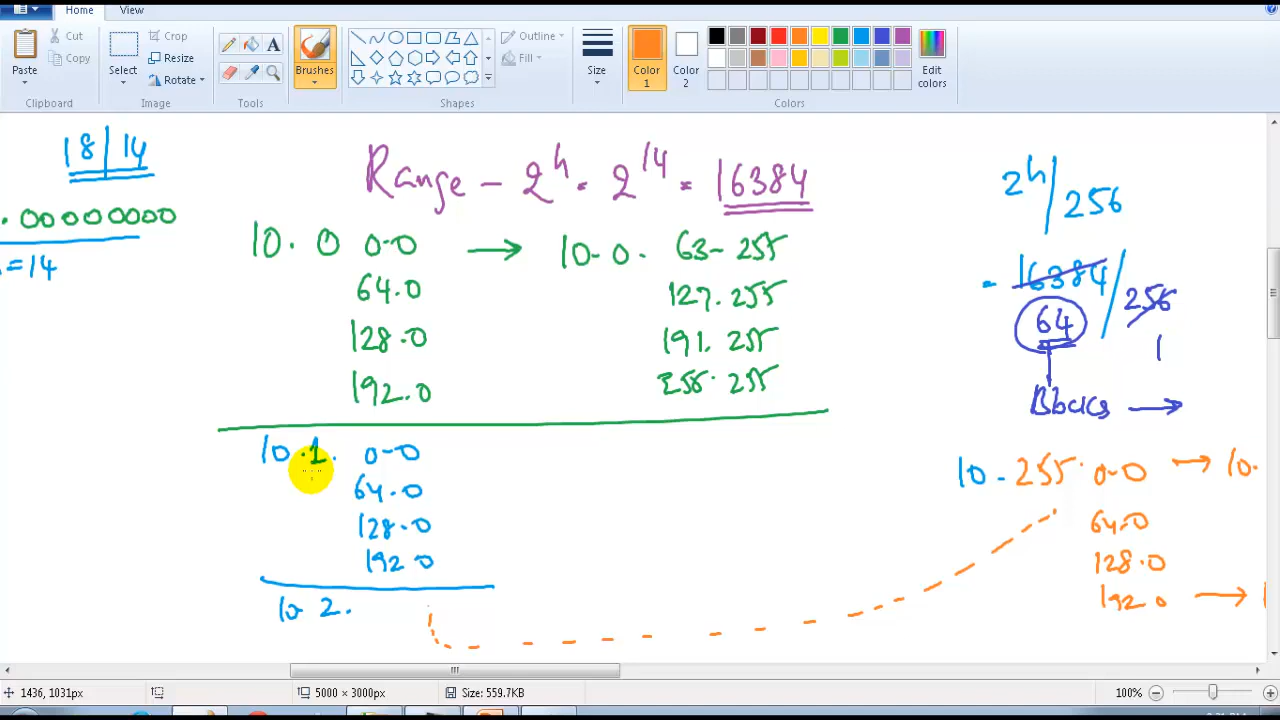 Home View
Cut
Copy
Paste
Clipboard
Crop
Resize
Rotate
Select
Image
A
Tools
Brushes
Outline
Fill
Shapes
Size
Color 1
Color 2
Edit colors
Colors
18 | 14
.00000000
=14
Range - 2^h = 2^14 = 16384
10. 0 0-0 → 10-0. 63-255
64.0 127.255
128.0 191.255
192.0 255.255
10.1. 0-0
64.0
128.0
192 0
10 2.
2^h/256
= 16384/256
64 1
Blocks →
10-255.0-0 → 10.
64.0
128.0
192 0 →
1436, 1031px
5000 × 3000px
Size: 559.7KB
100%